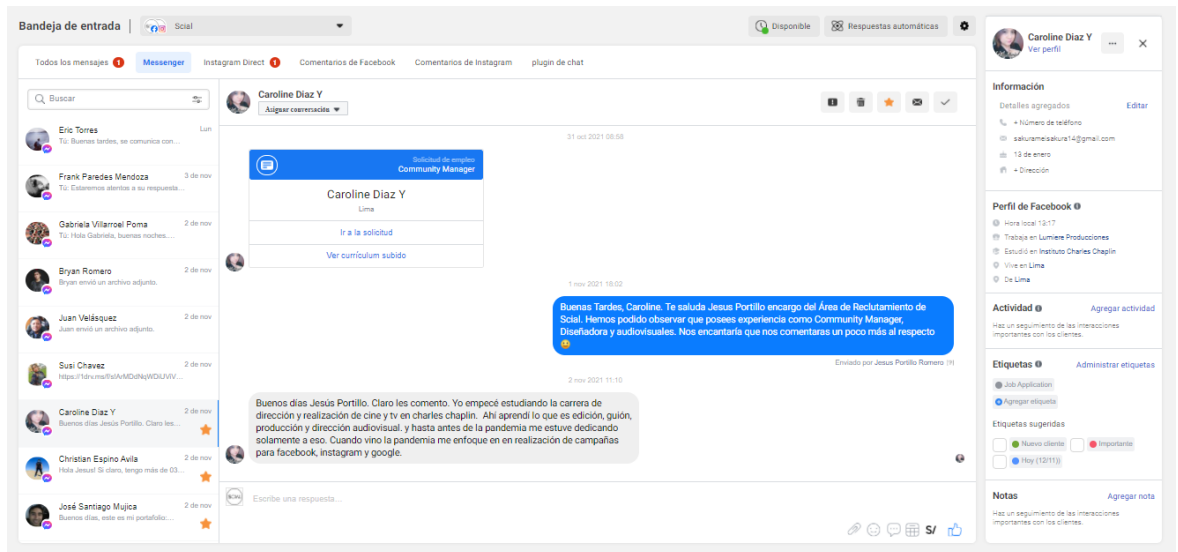 Bandeja de entrada
Scial
Disponible
Respuestas automáticas
Todos los mensajes 1
Messenger
Instagram Direct 1
Comentarios de Facebook
Comentarios de Instagram
plugin de chat
Buscar
Eric Torres
Lun
Tú: Buenas tardes, se comunica con...
Frank Paredes Mendoza
3 de nov
Tú: Estaremos atentos a su respuesta...
Gabriela Villarroel Poma
2 de nov
Tú: Hola Gabriela, buenas noches....
Bryan Romero
2 de nov
Bryan envió un archivo adjunto.
Juan Velásquez
2 de nov
Juan envió un archivo adjunto.
Susi Chavez
2 de nov
Caroline Diaz Y
2 de nov
Buenos días Jesús Portillo. Claro les...
Christian Espino Avila
2 de nov
Hola Jesus! Si claro, tengo más de 03...
José Santiago Mujica
2 de nov
Buenos días, este es mi portafolio:...
Caroline Diaz Y
Asignar conversación
31 oct 2021 08:58
Solicitud de empleo
Community Manager
Caroline Diaz Y
Lima
Ir a la solicitud
Ver currículum subido
1 nov 2021 18:02
Buenas Tardes, Caroline. Te saluda Jesus Portillo encargo del Área de Reclutamiento de
Scial. Hemos podido observar que posees experiencia como Community Manager,
Diseñadora y audiovisuales. Nos encantaría que nos comentaras un poco más al respecto
Enviado por Jesus Portillo Romero [?]
2 nov 2021 11:10
Buenos días Jesús Portillo. Claro les comento. Yo empecé estudiando la carrera de
dirección y realización de cine y tv en charles chaplin. Ahí aprendí lo que es edición, guión,
producción y dirección audiovisual. y hasta antes de la pandemia me estuve dedicando
solamente a eso. Cuando vino la pandemia me enfoque en en realización de campañas
para facebook, instagram y google.
SCIAL
Escribe una respuesta...
S/
Caroline Diaz Y
Ver perfil
Información
Detalles agregados
Editar
+ Número de teléfono
sakurameisakura14@gmail.com
13 de enero
+ Dirección
Perfil de Facebook
Hora local 13:17
Trabaja en Lumiere Producciones
Estudió en Instituto Charles Chaplin
Vive en Lima
De Lima
Actividad
Agregar actividad
Haz un seguimiento de las interacciones
importantes con los clientes.
Etiquetas
Administrar etiquetas
Job Application
Agregar etiqueta
Etiquetas sugeridas
Nuevo cliente
Importante
Hoy (12/11))
Notas
Agregar nota
Haz un seguimiento de las interacciones
importantes con los clientes.